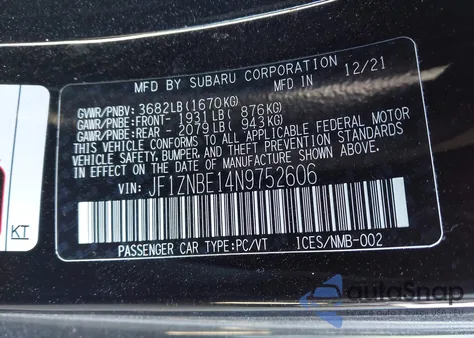 MFD BY SUBARU CORPORATION
IN 12/21
GVWR/PNBV: 3682LB(1670KG)
GAWR/PNBE:FRONT- 1931LB( 876KG)
GAWR/PNBE:REAR - 2079LB( 943KG)
THIS VEHICLE CONFORMS TO ALL APPLICABLE FEDERAL MOTOR
VEHICLE SAFETY, BUMPER, AND THEFT PREVENTION STANDARDS
IN EFFECT ON THE DATE OF MANUFACTURE SHOWN ABOVE.
VIN: JF1ZNBE14N9752606
PASSENGER CAR TYPE:PC/VT ICES/NMB-002
KT
autoSnap